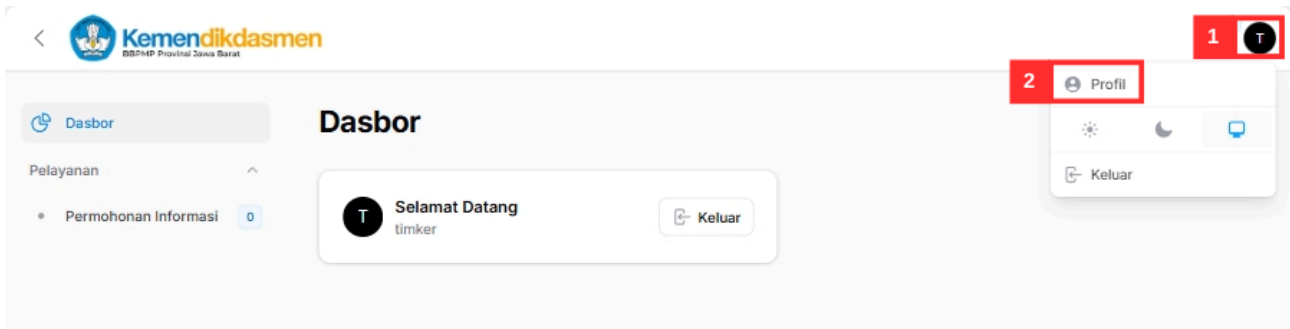 Kemendikdasmen
BBPMP Provinsi Jawa Barat
1 T
2 Profil
Keluar
Dasbor
Pelayanan
Permohonan Informasi 0
Dasbor
T
Selamat Datang
timker
Keluar